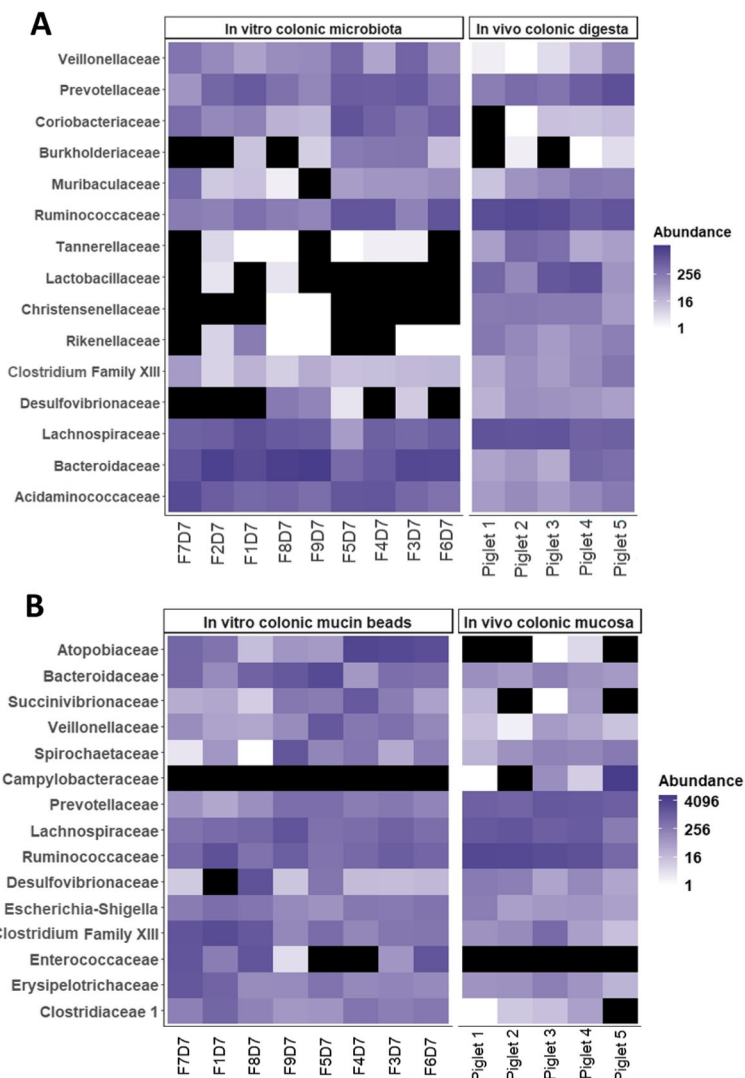 A
In vitro colonic microbiota
In vivo colonic digesta
Veillonellaceae
Prevotellaceae
Coriobacteriaceae
Burkholderiaceae
Muribaculaceae
Ruminococcaceae
Tannerellaceae
Lactobacillaceae
Christensenellaceae
Rikenellaceae
Clostridium Family XIII
Desulfovibrionaceae
Lachnospiraceae
Bacteroidaceae
Acidaminococcaceae
Abundance
256
16
1
F7D7
F2D7
F1D7
F8D7
F9D7
F5D7
F4D7
F3D7
F6D7
Piglet 1
Piglet 2
Piglet 3
Piglet 4
Piglet 5
B
In vitro colonic mucin beads
In vivo colonic mucosa
Atopobiaceae
Bacteroidaceae
Succinivibrionaceae
Veillonellaceae
Spirochaetaceae
Campylobacteraceae
Prevotellaceae
Lachnospiraceae
Ruminococcaceae
Desulfovibrionaceae
Escherichia-Shigella
Clostridium Family XIII
Enterococcaceae
Erysipelotrichaceae
Clostridiaceae 1
Abundance
4096
256
16
1
F7D7
F1D7
F8D7
F9D7
F5D7
F4D7
F3D7
F6D7
Piglet 1
Piglet 2
Piglet 3
Piglet 4
Piglet 5